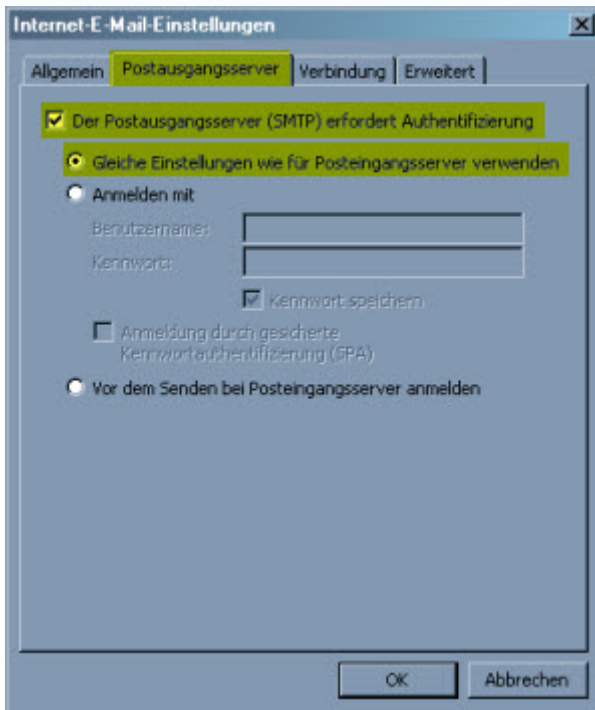 Internet-E-Mail-Einstellungen
Allgemein Postausgangsserver Verbindung Erweitert
Der Postausgangsserver (SMTP) erfordert Authentifizierung
Gleiche Einstellungen wie für Posteingangsserver verwenden
Anmelden mit
Benutzername:
Kennwort:
Kennwort speichern
Anmeldung durch gesicherte
Kennwortauthentifizierung (SPA)
Vor dem Senden bei Posteingangsserver anmelden
OK Abbrechen